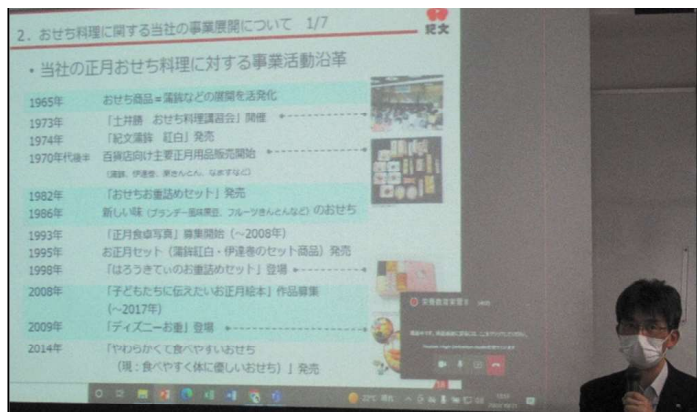 2. おせち料理に関する当社の事業展開について 1/7
紀文
・当社の正月おせち料理に対する事業活動沿革
1965年 おせち商品=蒲鉾などの展開を活発化
1973年 「土井勝 おせち料理講習会」開催
1974年 「紀文蒲鉾 紅白」発売
1970年代後半 百貨店向け主要正月用品販売開始
(蒲鉾、伊達巻、栗きんとん、なますなど)
1982年 「おせちお重詰めセット」発売
1986年 新しい味(ブランデー風味黒豆、フルーツきんとんなど)のおせち
1993年 「正月食卓写真」募集開始(~2008年)
1995年 お正月セット(蒲鉾紅白・伊達巻のセット商品)発売
1998年 「はろうきてぃのお重詰めセット」登場
2008年 「子どもたちに伝えたいお正月絵本」作品募集
(~2017年)
2009年 「ディズニーお重」登場
2014年 「やわらかくて食べやすいおせち
(現:食べやすく体に優しいおせち)」発売
22℃